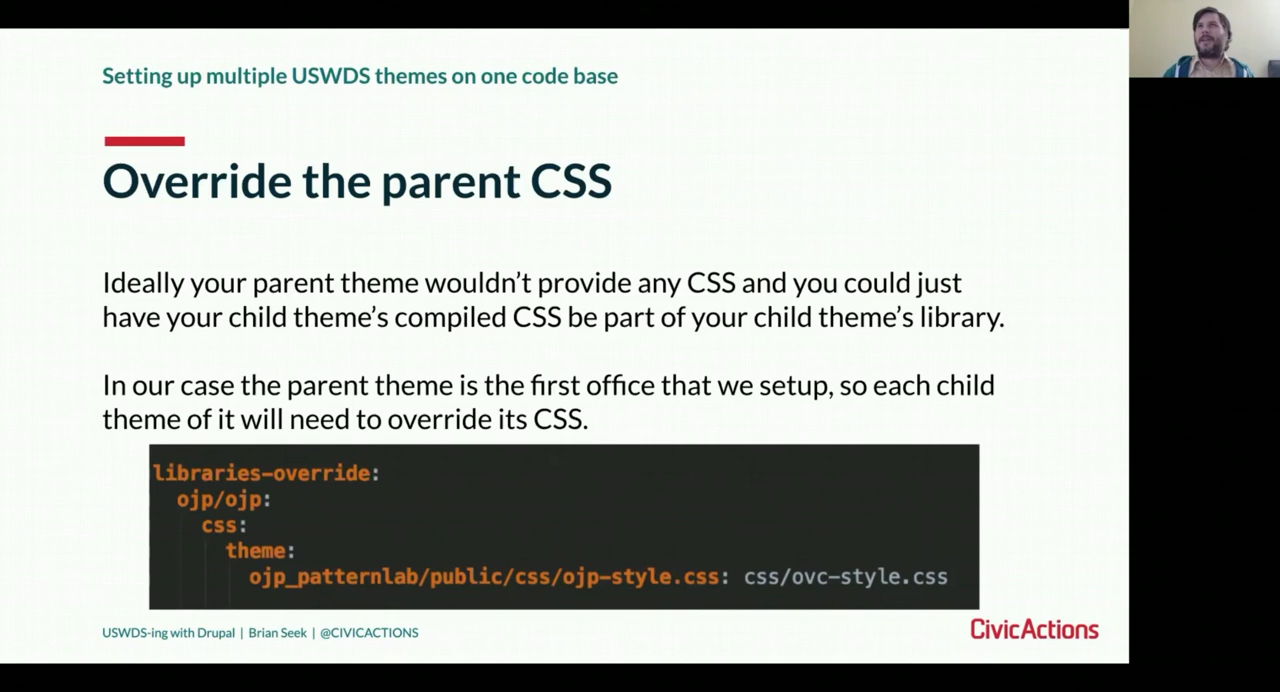 Setting up multiple USWDS themes on one code base
Override the parent CSS
Ideally your parent theme wouldn’t provide any CSS and you could just
have your child theme’s compiled CSS be part of your child theme’s library.
In our case the parent theme is the first office that we setup, so each child
theme of it will need to override its CSS.
libraries-override:
ojp/ojp:
css:
theme:
ojp_patternlab/public/css/ojp-style.css: css/ovc-style.css
USWDS-ing with Drupal | Brian Seek | @CIVICACTIONS
CivicActions